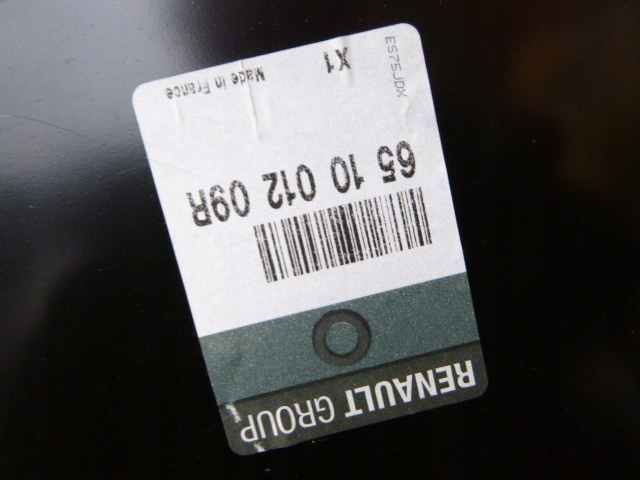 RENAULT GROUP
65 10 012 09R
X1
Made in France
ES75JDX